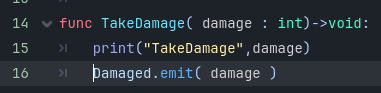 14 func TakeDamage( damage : int)->void:
15 print("TakeDamage",damage)
16 Damaged.emit( damage )